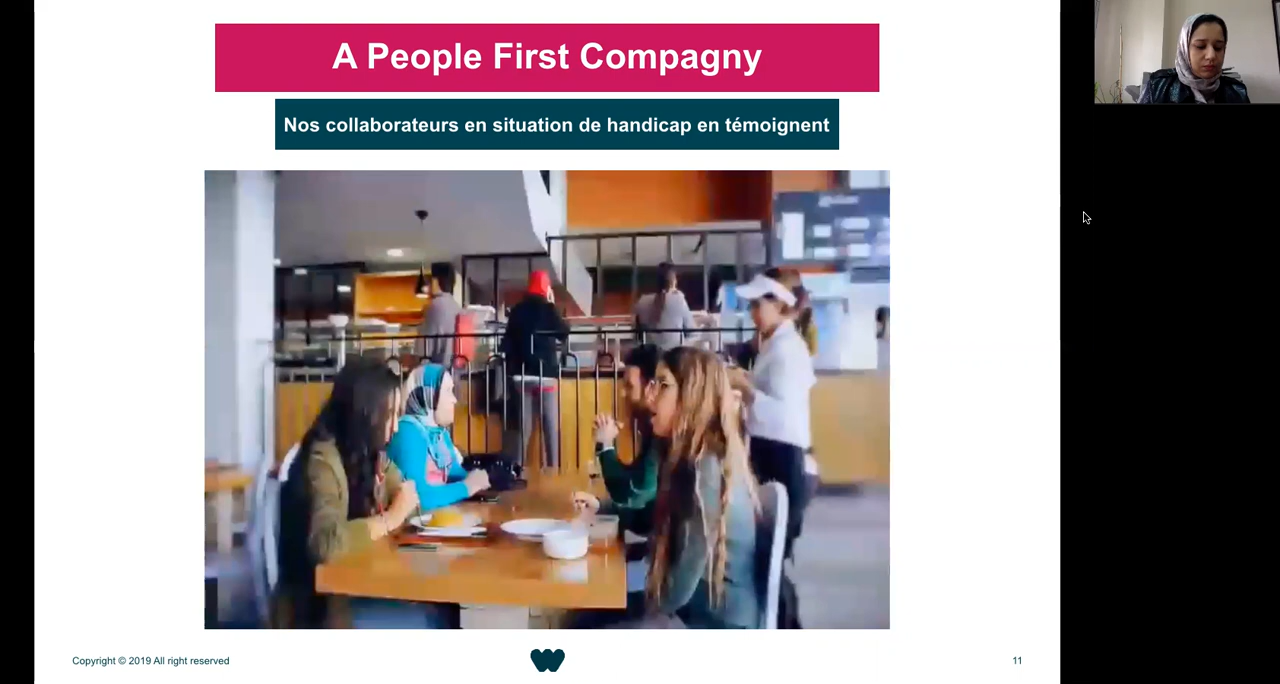 A People First Compagny
Nos collaborateurs en situation de handicap en témoignent
Copyright © 2019 All right reserved
11